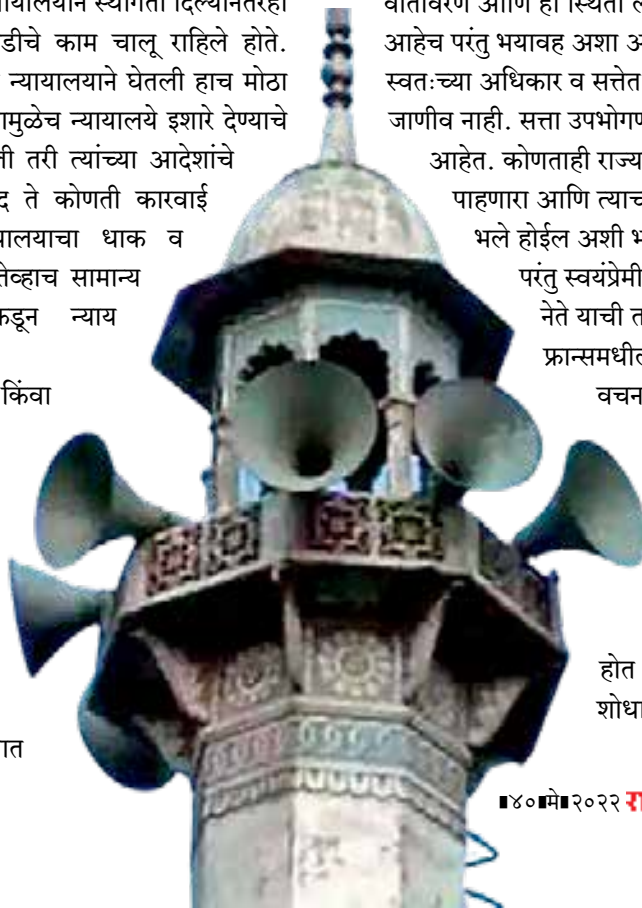 न्यायालयाने स्थगिती दिल्यानंतरही
डीचे काम चालू राहिले होते.
न्यायालयाने घेतली हाच मोठा
मुळेच न्यायालये इशारे देण्याचे
ती तरी त्यांच्या आदेशांचे
ते कोणती कारवाई
यालयाचा धाक व
तेव्हाच सामान्य
कडून न्याय
किंवा
ात
वातावरण आणि ही स्थिती
आहेच परंतु भयावह अशा
स्वतःच्या अधिकार व सत्तेत
जाणीव नाही. सत्ता उपभोगण
आहेत. कोणताही राज्य
पाहणारा आणि त्याच
भले होईल अशी
परंतु स्वयंप्रेमी
नेते याची
फ्रान्समधील
वचन
होत
शोधा
४० मे २०२२